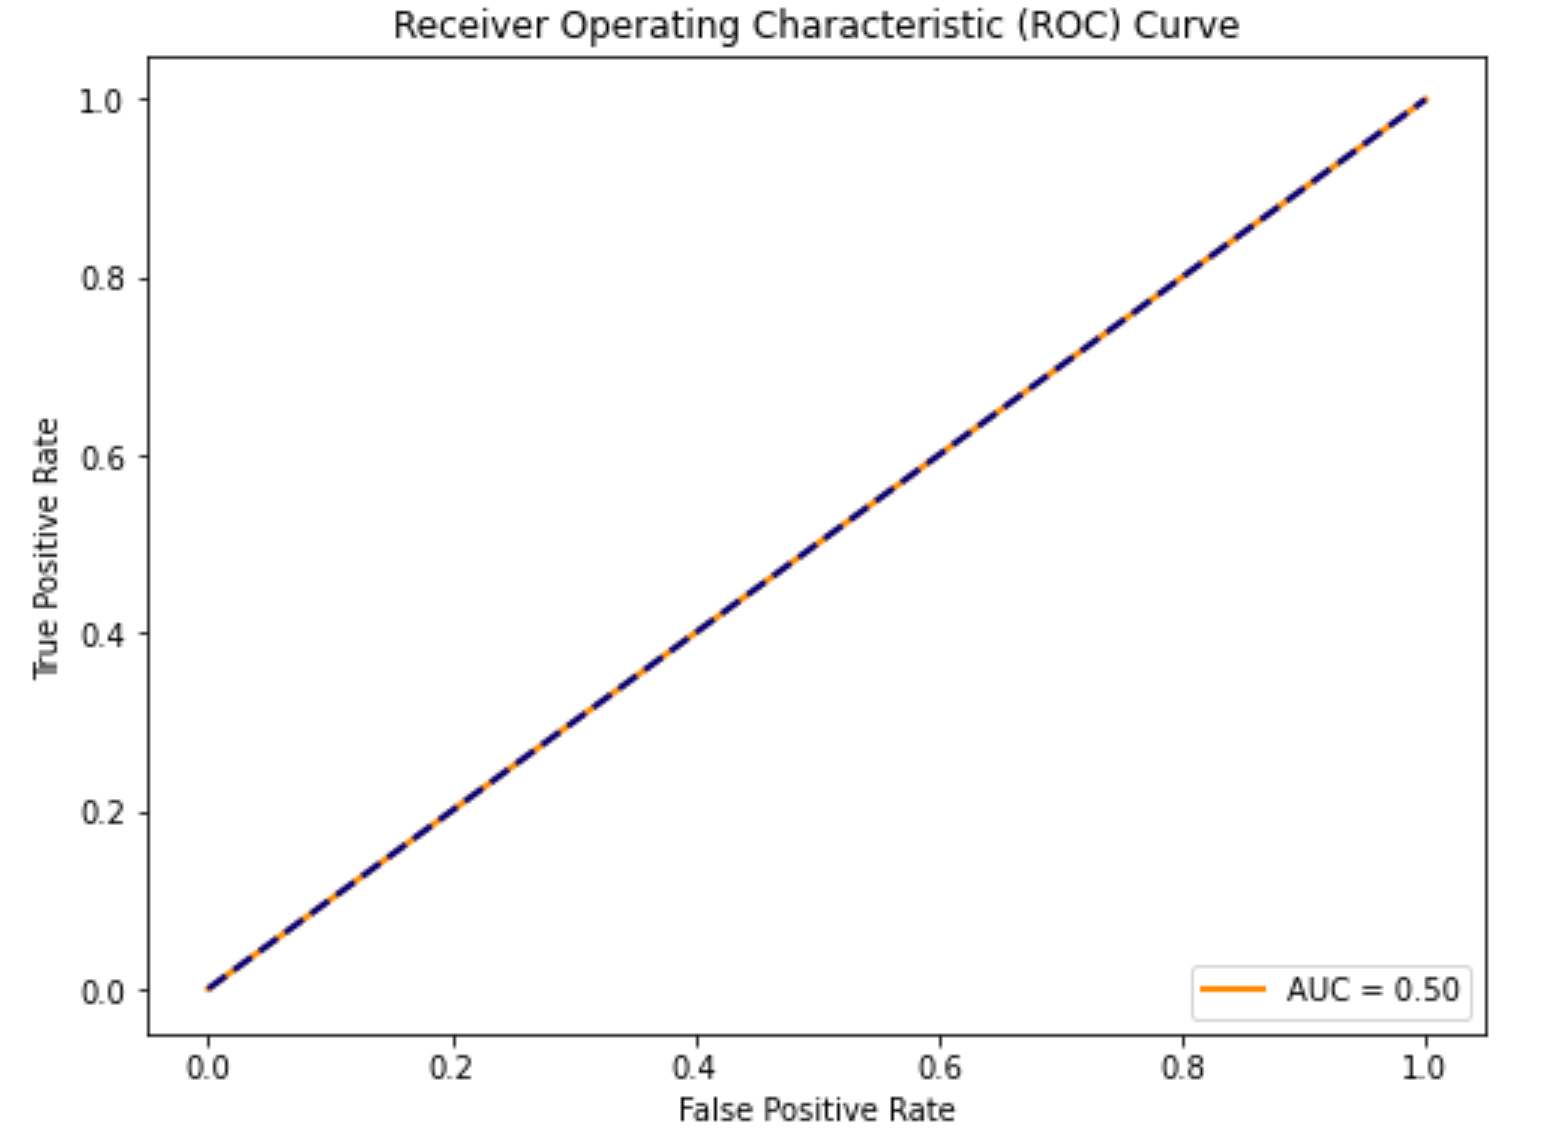 Receiver Operating Characteristic (ROC) Curve
1.0
0.8
0.6
0.4
0.2
0.0
True Positive Rate
AUC = 0.50
0.0 0.2 0.4 0.6 0.8 1.0
False Positive Rate